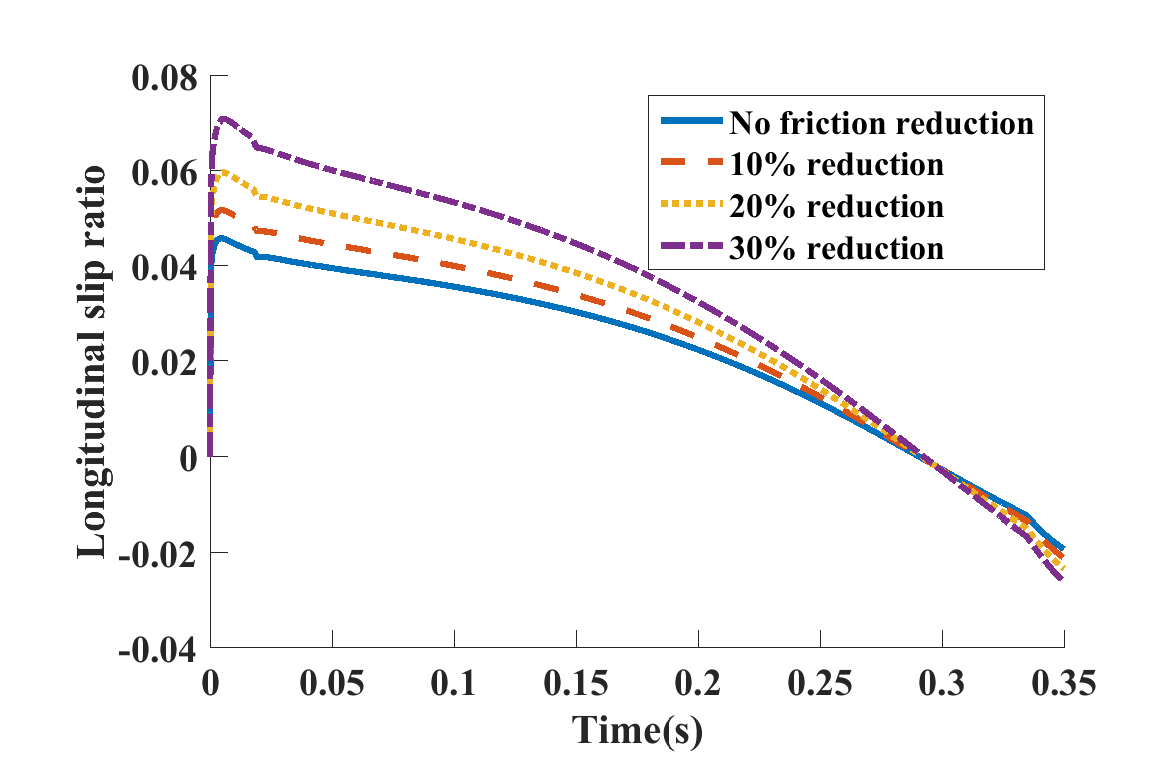 0.08
0.06
0.04
0.02
0
-0.02
-0.04
Longitudinal slip ratio
No friction reduction
10% reduction
20% reduction
30% reduction
0 0.05 0.1 0.15 0.2 0.25 0.3 0.35
Time(s)